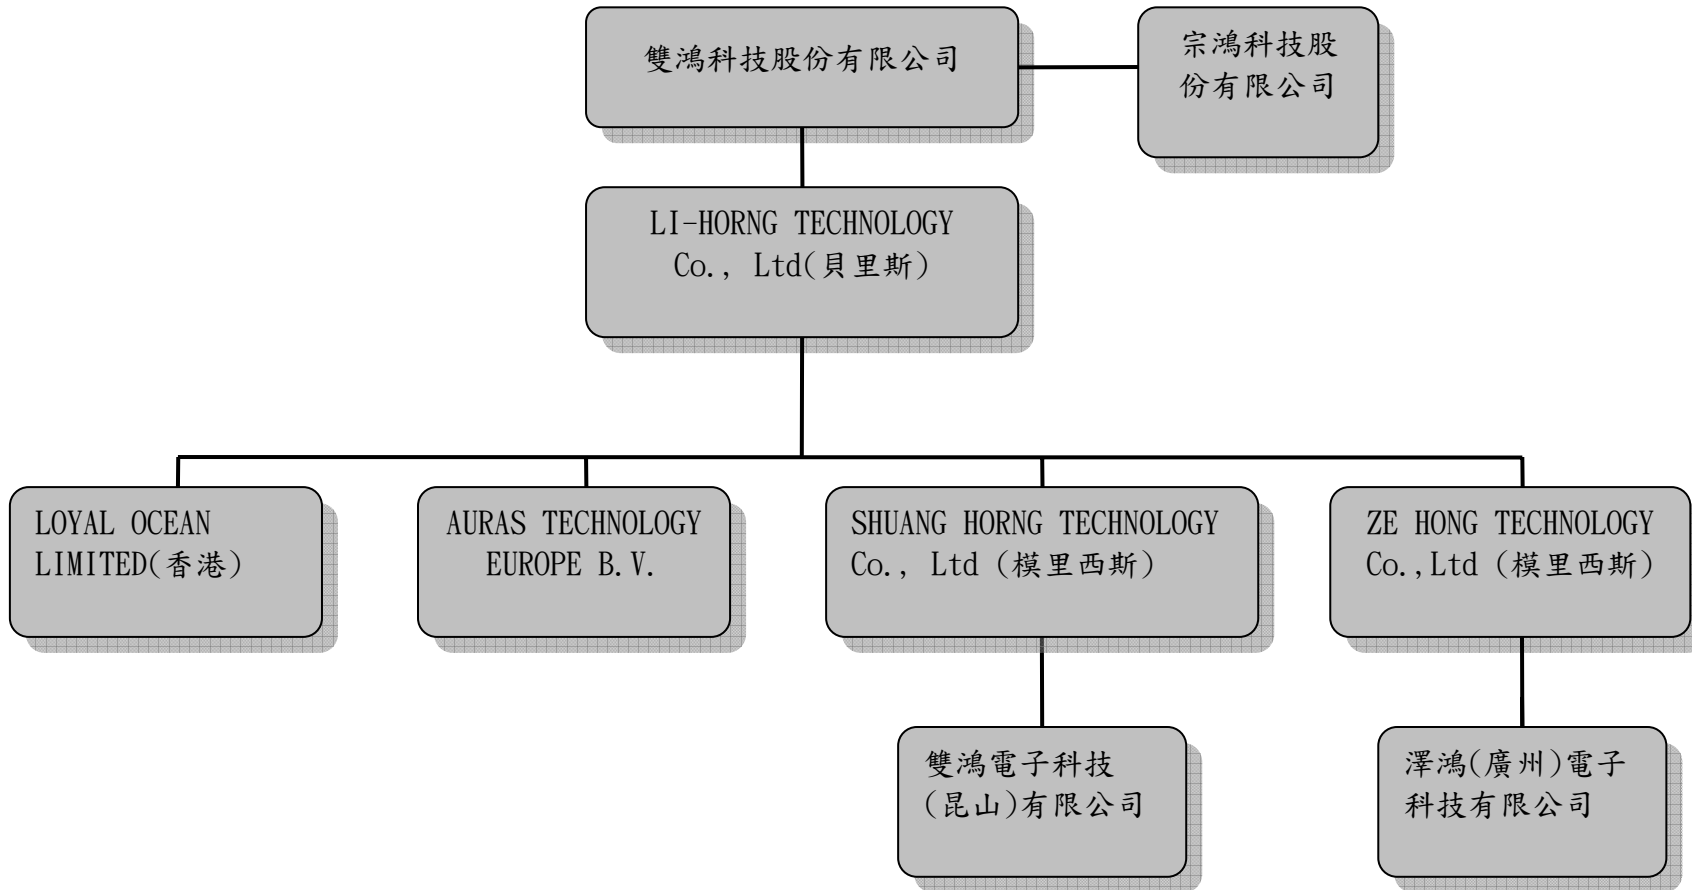 雙鴻科技股份有限公司
宗鴻科技股
份有限公司
LI-HORNG TECHNOLOGY
Co., Ltd(貝里斯)
LOYAL OCEAN
LIMITED(香港)
AURAS TECHNOLOGY
EUROPE B.V.
SHUANG HORNG TECHNOLOGY
Co., Ltd (模里西斯)
ZE HONG TECHNOLOGY
Co.,Ltd (模里西斯)
雙鴻電子科技
(昆山)有限公司
澤鴻(廣州)電子
科技有限公司